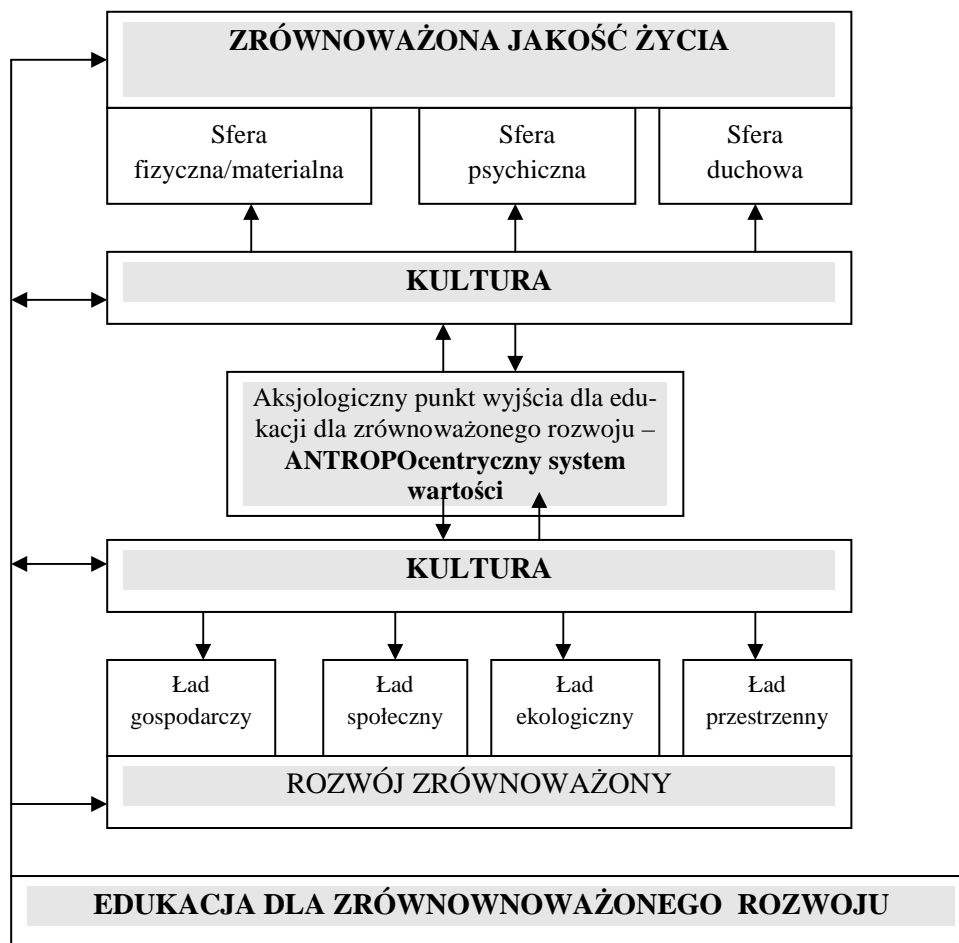 ZRÓWNOWAŻONA JAKOŚĆ ŻYCIA
Sfera
fizyczna/materialna
Sfera
psychiczna
Sfera
duchowa
KULTURA
Aksjologiczny punkt wyjścia dla edu-
kacji dla zrównoważonego rozwoju –
ANTROPOcentryczny system
wartości
KULTURA
Ład
gospodarczy
Ład
społeczny
Ład
ekologiczny
Ład
przestrzenny
ROZWÓJ ZRÓWNOWAŻONY
EDUKACJA DLA ZRÓWNOWNOWAŻONEGO ROZWOJU